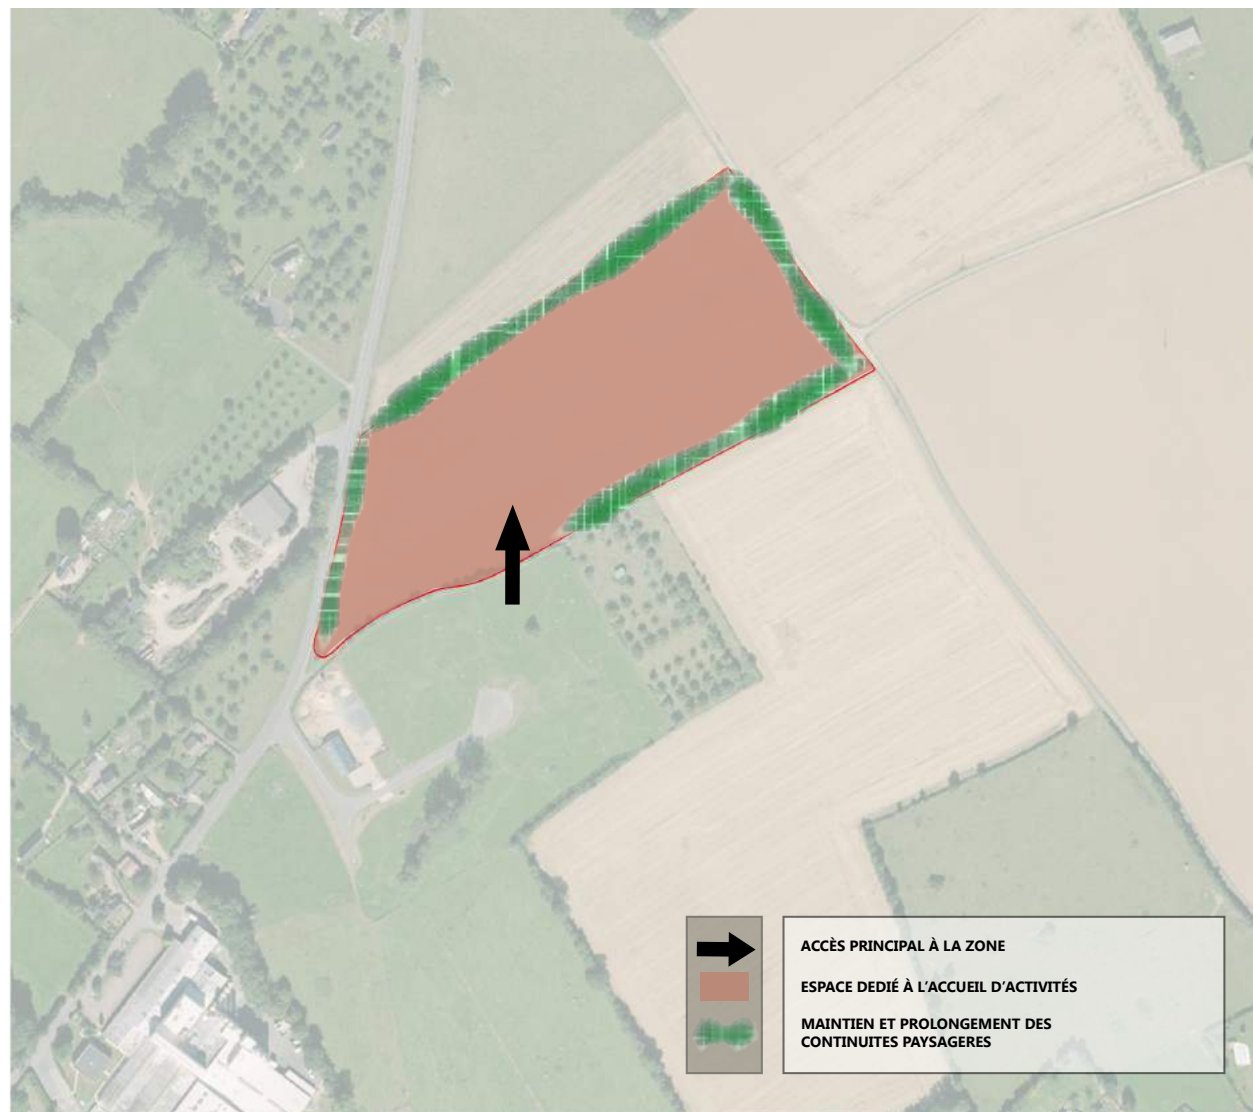 ACCÈS PRINCIPAL À LA ZONE
ESPACE DEDIÉ À L'ACCUEIL D'ACTIVITÉS
MAINTIEN ET PROLONGEMENT DES
CONTINUITES PAYSAGERES